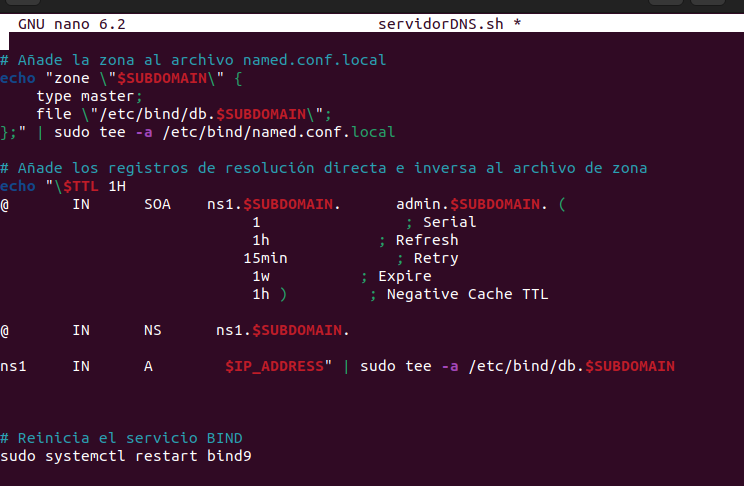 GNU nano 6.2 servidorDNS.sh *
# Añade la zona al archivo named.conf.local
echo "zone \"$SUBDOMAIN\" {
    type master;
    file \"/etc/bind/db.$SUBDOMAIN\";
};" | sudo tee -a /etc/bind/named.conf.local
# Añade los registros de resolución directa e inversa al archivo de zona
echo "\$TTL 1H
@       IN      SOA    ns1.$SUBDOMAIN.      admin.$SUBDOMAIN. (
                            1                ; Serial
                            1h            ; Refresh
                           15min            ; Retry
                            1w          ; Expire
                            1h )         ; Negative Cache TTL
@       IN      NS      ns1.$SUBDOMAIN.
ns1     IN      A        $IP_ADDRESS" | sudo tee -a /etc/bind/db.$SUBDOMAIN
# Reinicia el servicio BIND
sudo systemctl restart bind9